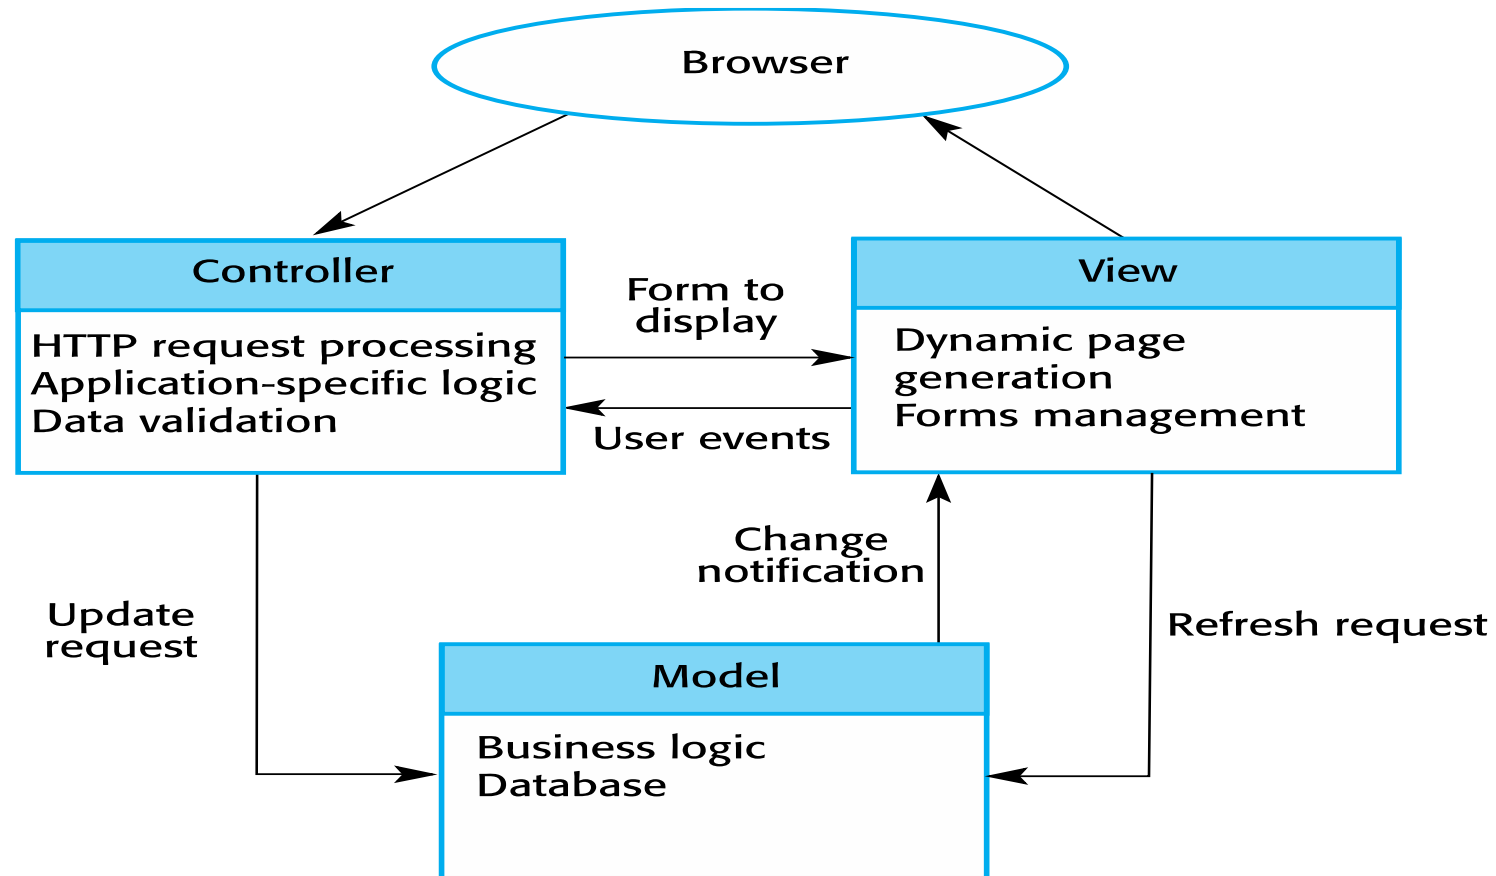 Browser
Controller
HTTP request processing
Application-specific logic
Data validation
Form to
display
User events
View
Dynamic page
generation
Forms management
Update
request
Change
notification
Refresh request
Model
Business logic
Database